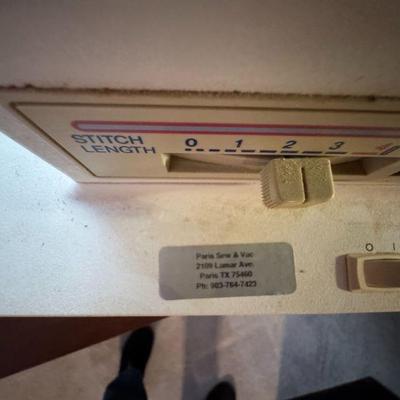 STITCH
LENGTH
0 1 2 3 4
Paris Sew & Vac
2109 Lamar Ave.
Paris TX 75460
Ph: 903-784-7423
O I